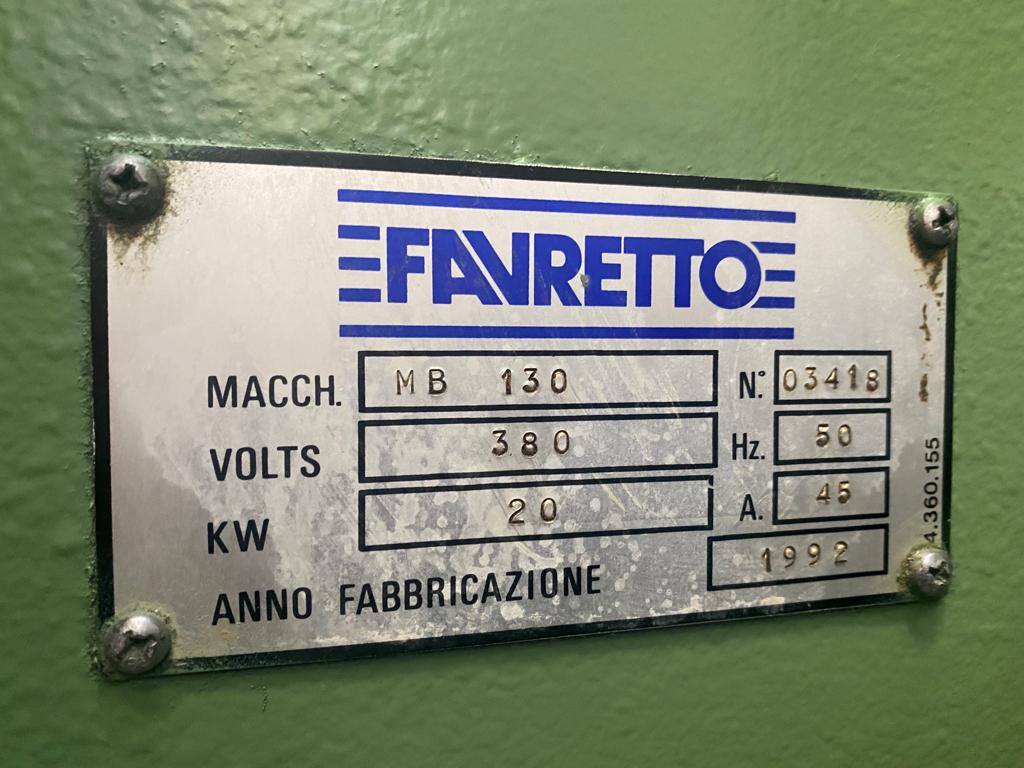 FAVRETTO
MACCH. MB 130 N.° 03418
VOLTS 380 Hz. 50
KW 20 A. 45
ANNO FABBRICAZIONE 1992
4.360.155